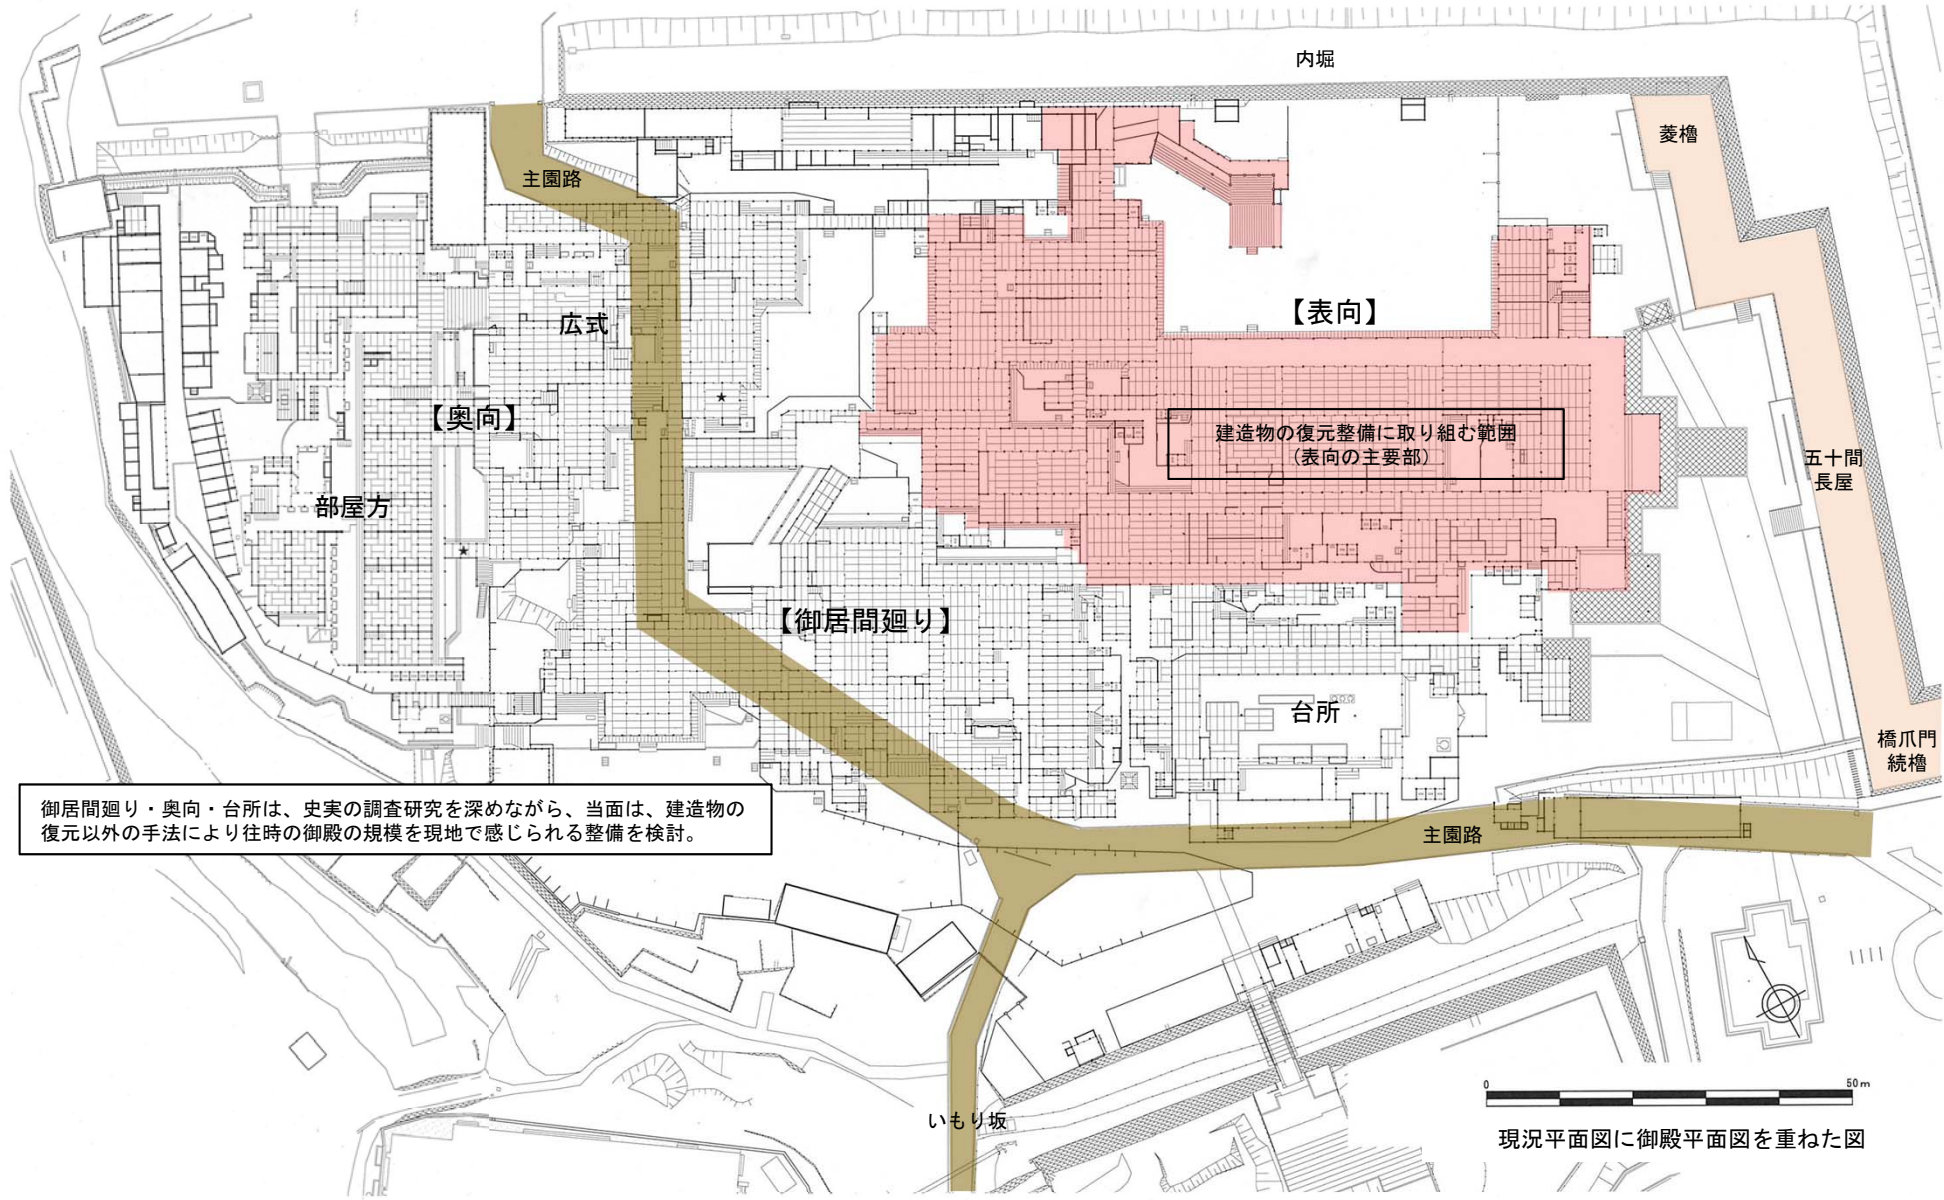 内堀
菱櫓
主園路
【表向】
広式
【奥向】
建造物の復元整備に取り組む範囲
（表向の主要部）
五十間
長屋
部屋方
★
★
【御居間廻り】
台所
橋爪門
続櫓
御居間廻り・奥向・台所は、史実の調査研究を深めながら、当面は、建造物の
復元以外の手法により往時の御殿の規模を現地で感じられる整備を検討。
主園路
いもり坂
0 50m
現況平面図に御殿平面図を重ねた図